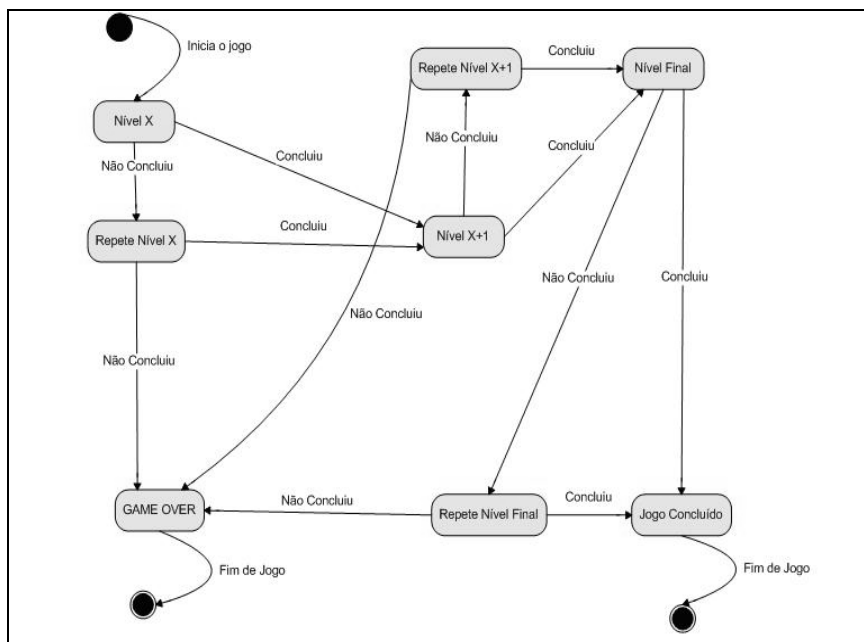 Inicia o jogo
Repete Nível X+1
Concluiu
Nível Final
Nível X
Não Concluiu
Concluiu
Não Concluiu
Concluiu
Repete Nível X
Concluiu
Nível X+1
Não Concluiu
Concluiu
Não Concluiu
Não Concluiu
GAME OVER
Não Concluiu
Repete Nível Final
Concluiu
Jogo Concluído
Fim de Jogo
Fim de Jogo